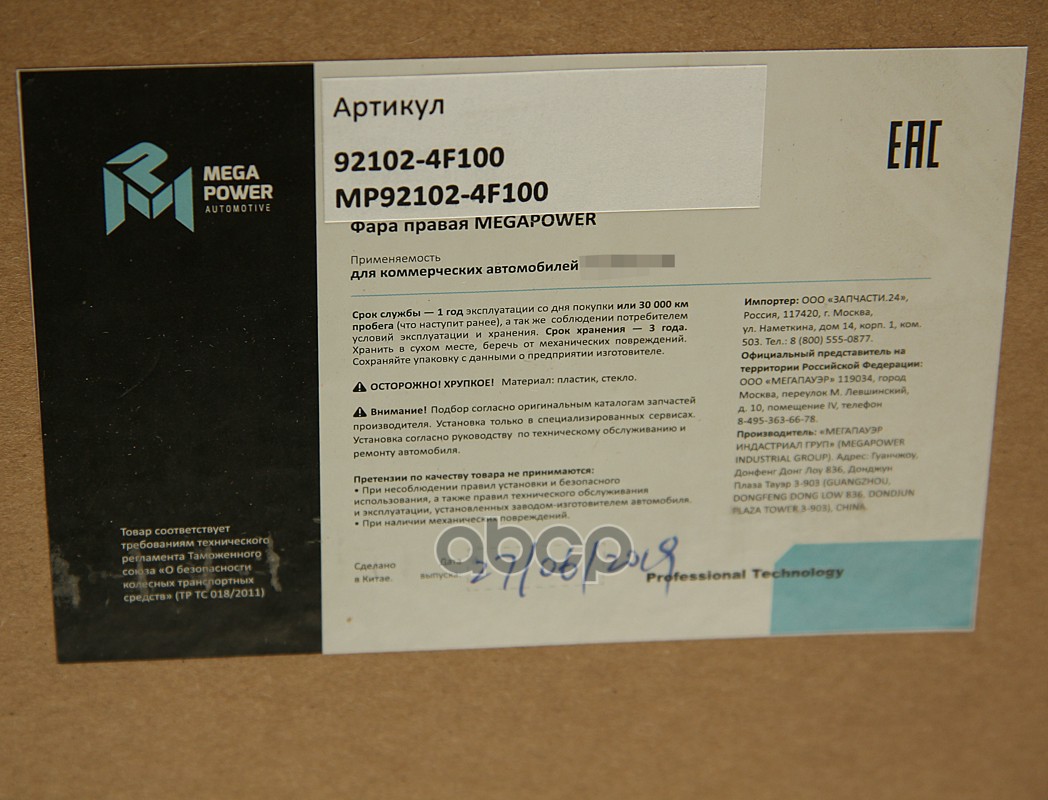 MEGA
POWER
AUTOMOTIVE
Товар соответствует
требованиям технического
регламента Таможенного
союза «О безопасности
колесных транспортных
средств» (ТР ТС 018/2011)
Артикул
92102-4F100
MP92102-4F100
Фара правая MEGAPOWER
Применяемость
для коммерческих автомобилей
EAC
Срок службы — 1 год эксплуатации со дня покупки или 30 000 км
пробега (что наступит ранее), а так же соблюдении потребителем
условий эксплуатации и хранения. Срок хранения — 3 года.
Хранить в сухом месте, беречь от механических повреждений.
Сохраняйте упаковку с данными о предприятии изготовителе.
ОСТОРОЖНО! ХРУПКОЕ! Материал: пластик, стекло.
Внимание! Подбор согласно оригинальным каталогам запчастей
производителя. Установка только в специализированных сервисах.
Установка согласно руководству по техническому обслуживанию и
ремонту автомобиля.
Претензии по качеству товара не принимаются:
• При несоблюдении правил установки и безопасного
использования, а также правил технического обслуживания
и эксплуатации, установленных заводом-изготовителем автомобиля.
• При наличии механических повреждений.
Сделано
в Китае.
Дата
выпуска
27/06/2019
abcp
Импортер: ООО «ЗАПЧАСТИ.24»,
Россия, 117420, г. Москва,
ул. Наметкина, дом 14, корп. 1, ком.
503. Тел.: 8 (800) 555-0877.
Официальный представитель на
территории Российской Федерации:
ООО «МЕГАПАУЭР» 119034, город
Москва, переулок М. Левшинский,
д. 10, помещение IV, телефон
8-495-363-66-78.
Производитель: «МЕГАПАУЭР
ИНДАСТРИАЛ ГРУП» (MEGAPOWER
INDUSTRIAL GROUP). Адрес: Гуанчжоу,
Донфенг Донг Лоу 836, Донджун
Плаза Тауэр 3-903 (GUANGZHOU,
DONGFENG DONG LOW 836, DONDJUN
PLAZA TOWER 3-903), CHINA.
Professional Technology